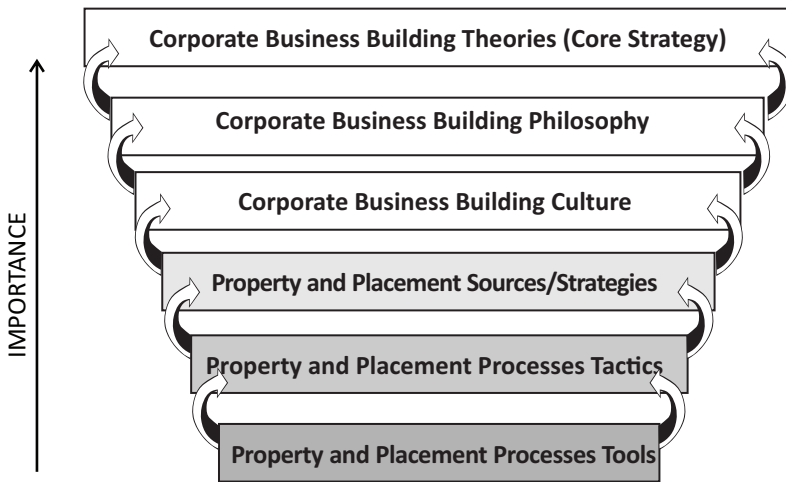 Corporate Business Building Theories (Core Strategy)
Corporate Business Building Philosophy
Corporate Business Building Culture
Property and Placement Sources/Strategies
Property and Placement Processes Tactics
Property and Placement Processes Tools
IMPORTANCE